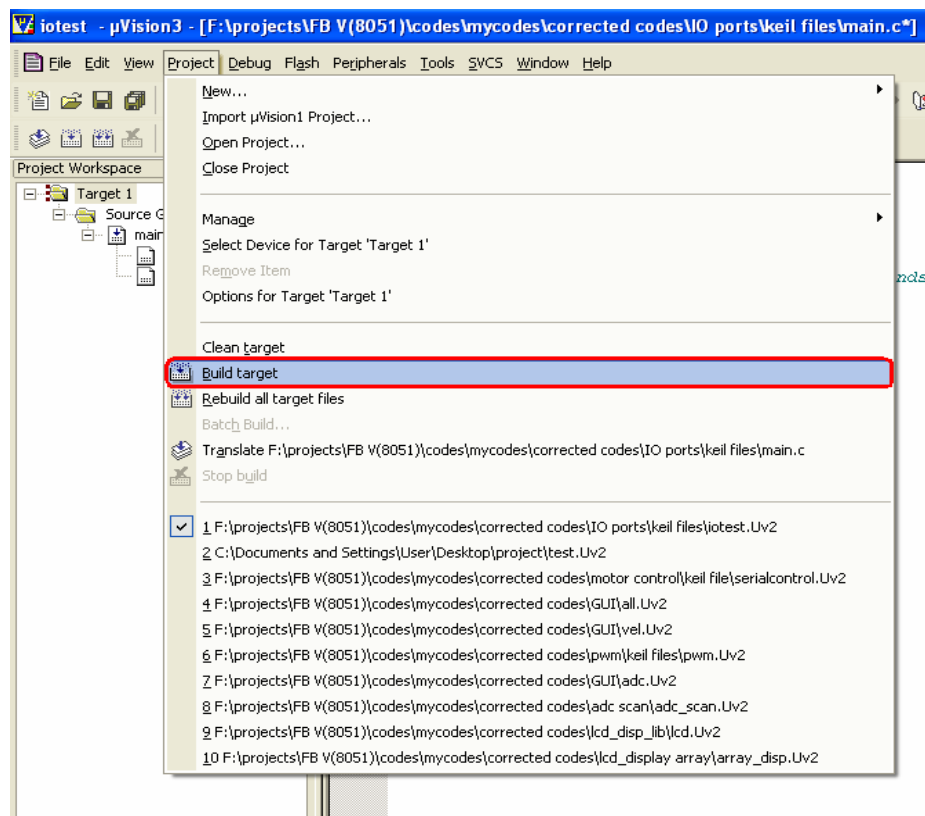 iotest - µVision3 - [F:\projects\FB V(8051)\codes\mycodes\corrected codes\IO ports\keil files\main.c*]
File Edit View Project Debug Flash Peripherals Tools SVCS Window Help
New...
Import µVision1 Project...
Open Project...
Close Project
Project Workspace
Target 1
Source G
main
Manage
Select Device for Target 'Target 1'
Remove Item
Options for Target 'Target 1'
nds
Clean target
Build target
Rebuild all target files
Batch Build...
Translate F:\projects\FB V(8051)\codes\mycodes\corrected codes\IO ports\keil files\main.c
Stop build
1 F:\projects\FB V(8051)\codes\mycodes\corrected codes\IO ports\keil files\iotest.Uv2
2 C:\Documents and Settings\User\Desktop\project\test.Uv2
3 F:\projects\FB V(8051)\codes\mycodes\corrected codes\motor control\keil file\serialcontrol.Uv2
4 F:\projects\FB V(8051)\codes\mycodes\corrected codes\GUI\all.Uv2
5 F:\projects\FB V(8051)\codes\mycodes\corrected codes\GUI\vel.Uv2
6 F:\projects\FB V(8051)\codes\mycodes\corrected codes\pwm\keil files\pwm.Uv2
7 F:\projects\FB V(8051)\codes\mycodes\corrected codes\GUI\adc.Uv2
8 F:\projects\FB V(8051)\codes\mycodes\corrected codes\adc scan\adc_scan.Uv2
9 F:\projects\FB V(8051)\codes\mycodes\corrected codes\lcd_disp_lib\lcd.Uv2
10 F:\projects\FB V(8051)\codes\mycodes\corrected codes\lcd_display array\array_disp.Uv2